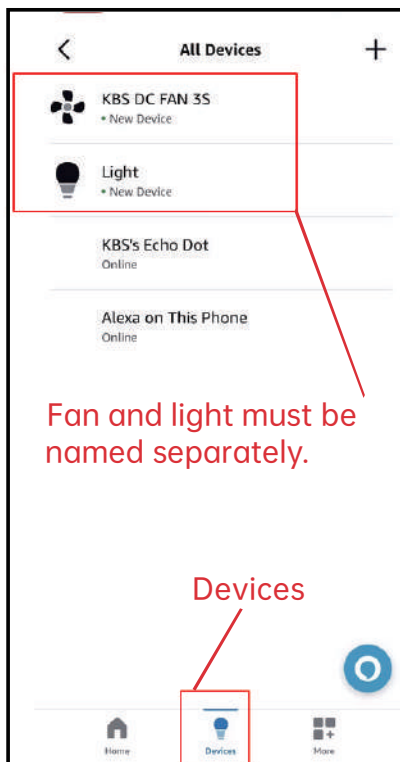 All Devices
KBS DC FAN 3S
• New Device
Light
• New Device
KBS's Echo Dot
Online
Alexa on This Phone
Online
Fan and light must be
named separately.
Devices
Home
Devices
More